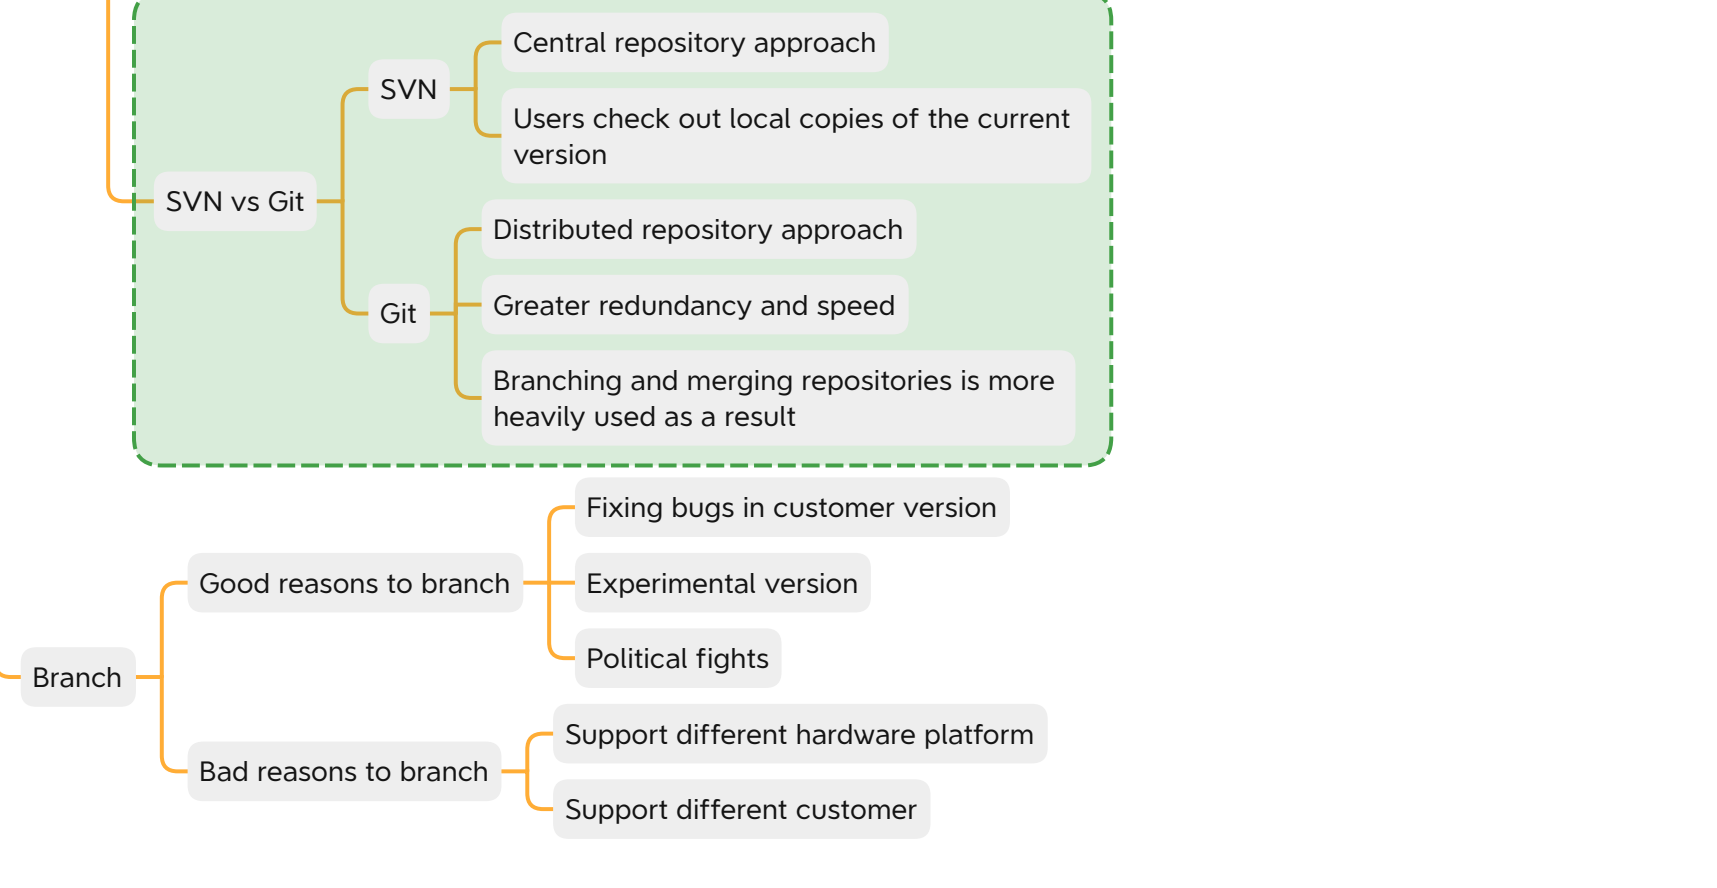 Central repository approach
SVN
Users check out local copies of the current
version
SVN vs Git
Distributed repository approach
Greater redundancy and speed
Git
Branching and merging repositories is more
heavily used as a result
Fixing bugs in customer version
Good reasons to branch
Experimental version
Political fights
Branch
Support different hardware platform
Bad reasons to branch
Support different customer